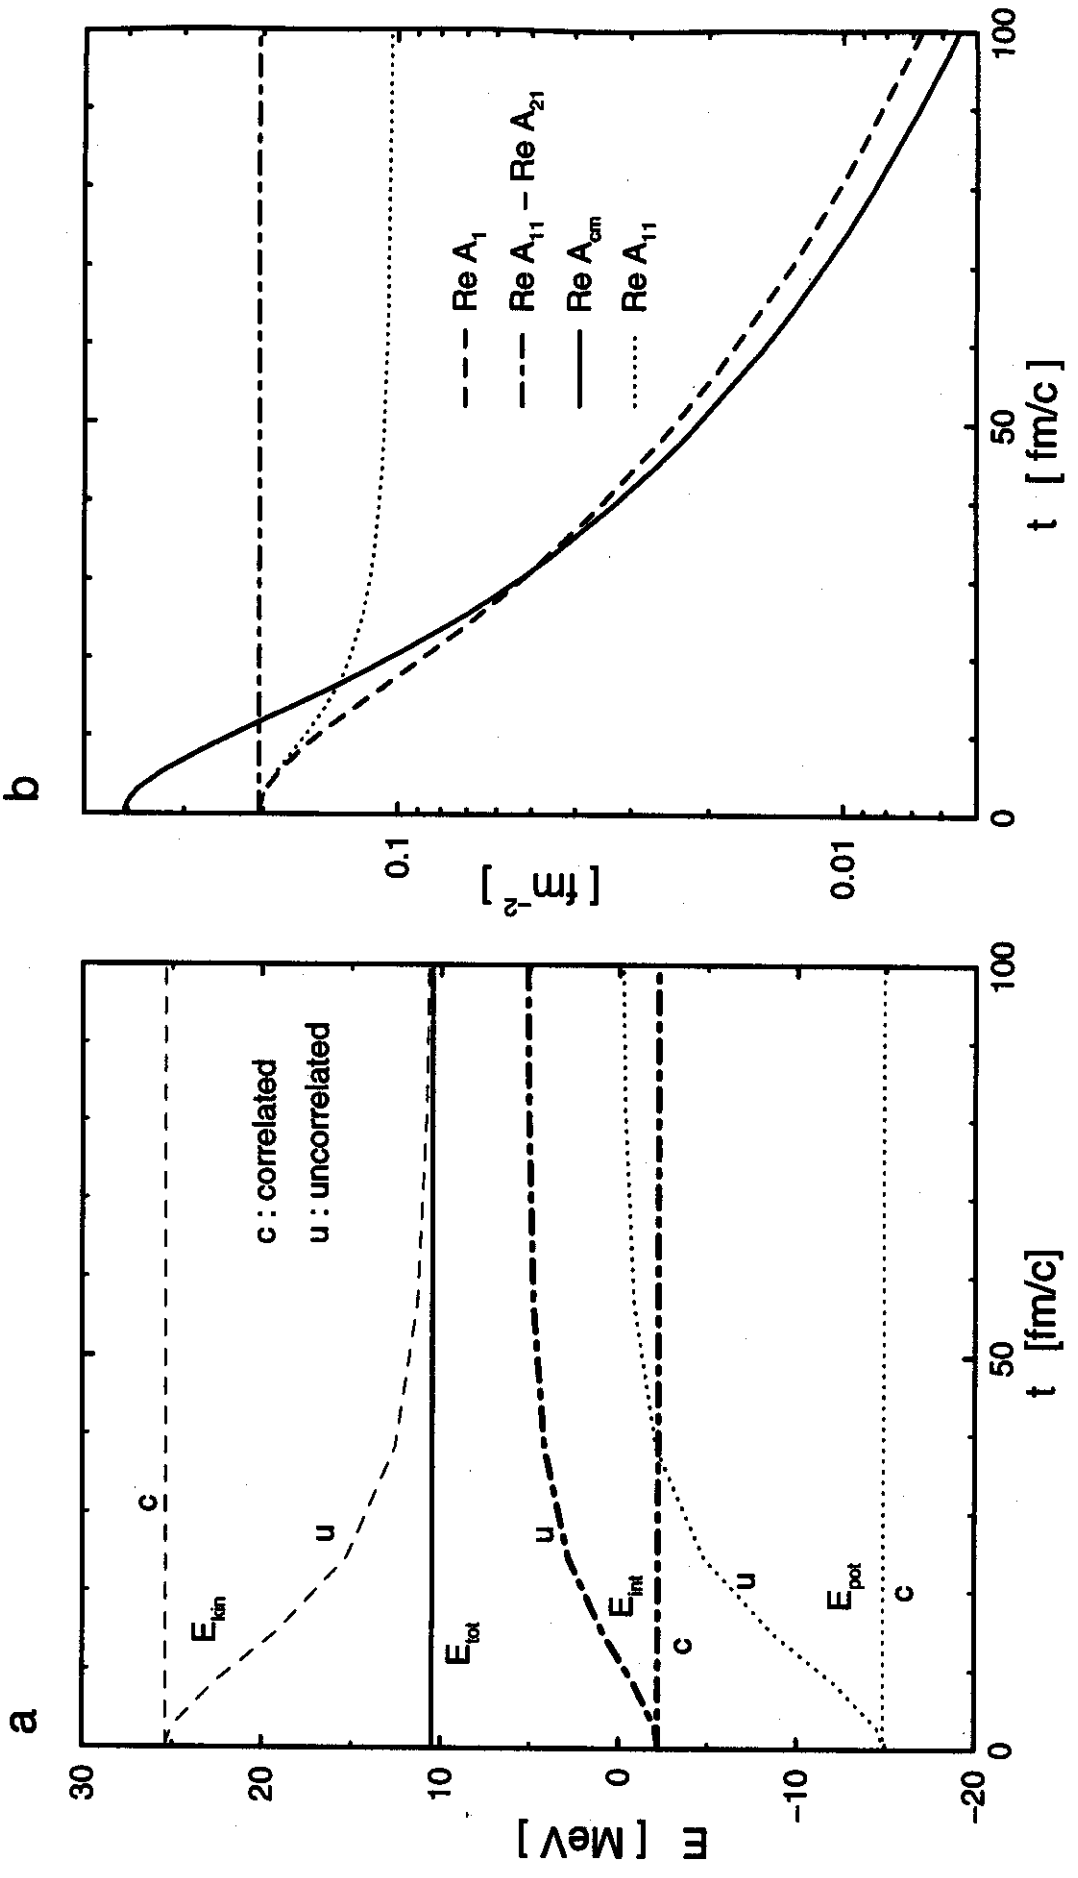 a
E [ MeV ]
30
20
10
0
-10
-20
0
50
100
t [fm/c]
E_kin
c
u
c : correlated
u : uncorrelated
E_tot
u
E_int
c
u
E_pot
c
b
[ fm^-2 ]
0.1
0.01
0
50
100
t [ fm/c ]
Re A_1
Re A_11 – Re A_21
Re A_cm
Re A_11